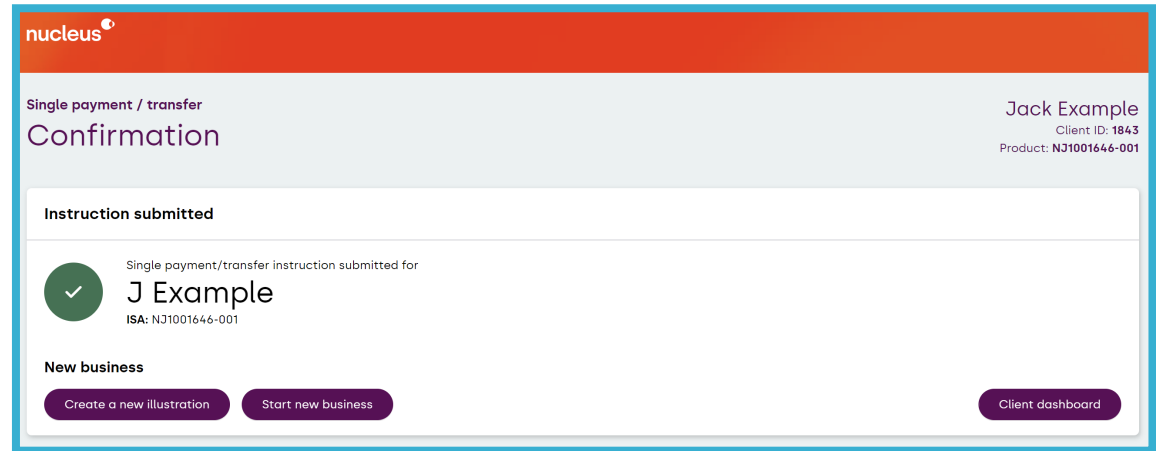 nucleus
Single payment / transfer
Confirmation
Jack Example
Client ID: 1843
Product: NJ1001646-001
Instruction submitted
Single payment/transfer instruction submitted for
J Example
ISA: NJ1001646-001
New business
Create a new illustration
Start new business
Client dashboard